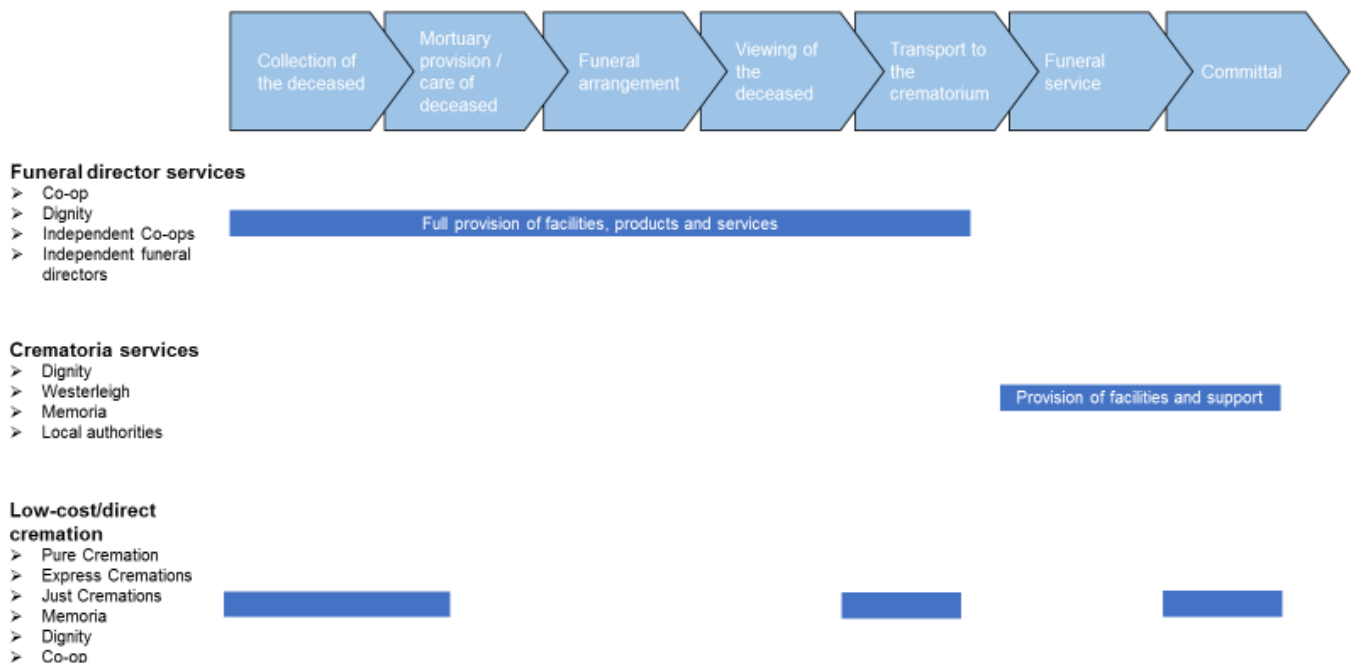 Collection of
the deceased
Mortuary
provision /
care of
deceased
Funeral
arrangement
Viewing of
the
deceased
Transport to
the
crematorium
Funeral
service
Committal
Funeral director services
➤ Co-op
➤ Dignity
➤ Independent Co-ops
➤ Independent funeral
directors
Full provision of facilities, products and services
Crematoria services
➤ Dignity
➤ Westerleigh
➤ Memoria
➤ Local authorities
Provision of facilities and support
Low-cost/direct
cremation
➤ Pure Cremation
➤ Express Cremations
➤ Just Cremations
➤ Memoria
➤ Dignity
➤ Co-op